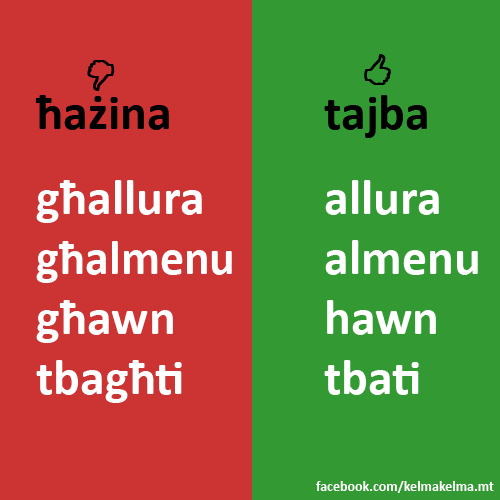 ħażina
għallura
għalmenu
għawn
tbagħti
tajba
allura
almenu
hawn
tbati
facebook.com/kelmakelma.mt